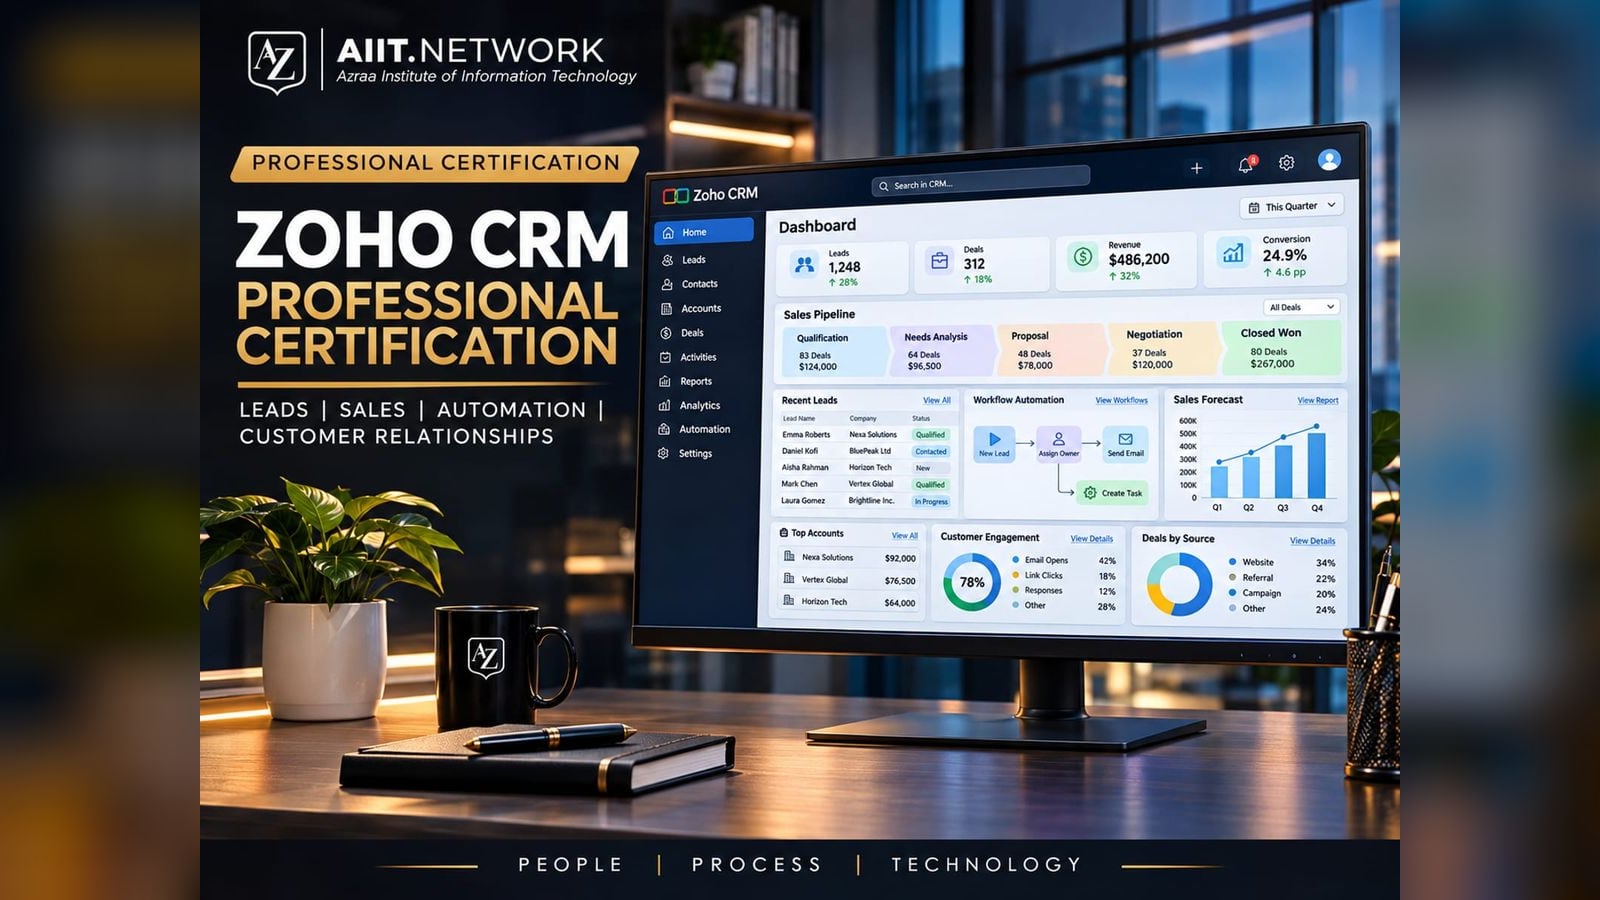 AZ
AIIT.NETWORK
Azraa Institute of Information Technology
PROFESSIONAL CERTIFICATION
ZOHO CRM
PROFESSIONAL
CERTIFICATION
LEADS | SALES | AUTOMATION |
CUSTOMER RELATIONSHIPS
Zoho CRM
Search in CRM...
Home
Leads
Contacts
Accounts
Deals
Activities
Reports
Analytics
Automation
Settings
Dashboard
This Quarter
Leads
1,248
↑ 28%
Deals
312
↑ 18%
Revenue
$486,200
↑ 32%
Conversion
24.9%
↑ 4.6 pp
Sales Pipeline
All Deals
Qualification
83 Deals
$124,000
Needs Analysis
64 Deals
$96,500
Proposal
48 Deals
$78,000
Negotiation
37 Deals
$120,000
Closed Won
80 Deals
$267,000
Recent Leads View All
Lead Name Company Status
Emma Roberts Nexa Solutions Qualified
Daniel Kofi BluePeak Ltd Contacted
Aisha Rahman Horizon Tech New
Mark Chen Vertex Global Qualified
Laura Gomez Brightline Inc. In Progress
Workflow Automation View Workflows
New Lead
Assign Owner
Send Email
Create Task
Sales Forecast View Report
600K
500K
400K
300K
200K
100K
0
Q1 Q2 Q3 Q4
Top Accounts View All
Nexa Solutions $92,000
Vertex Global $76,500
Horizon Tech $64,000
Customer Engagement View Details
78%
Email Opens 42%
Link Clicks 18%
Responses 12%
Other 28%
Deals by Source View Details
Website 34%
Referral 22%
Campaign 20%
Other 24%
AZ
PEOPLE | PROCESS | TECHNOLOGY